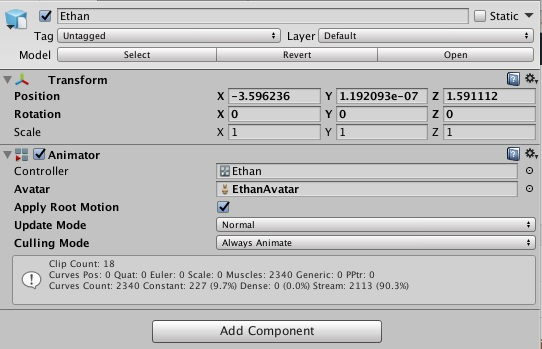 Ethan Static
Tag Untagged Layer Default
Model Select Revert Open
Transform
Position X -3.596236 Y 1.192093e-07 Z 1.591112
Rotation X 0 Y 0 Z 0
Scale X 1 Y 1 Z 1
Animator
Controller Ethan
Avatar EthanAvatar
Apply Root Motion
Update Mode Normal
Culling Mode Always Animate
Clip Count: 18
Curves Pos: 0 Quat: 0 Euler: 0 Scale: 0 Muscles: 2340 Generic: 0 PPtr: 0
Curves Count: 2340 Constant: 227 (9.7%) Dense: 0 (0.0%) Stream: 2113 (90.3%)
Add Component